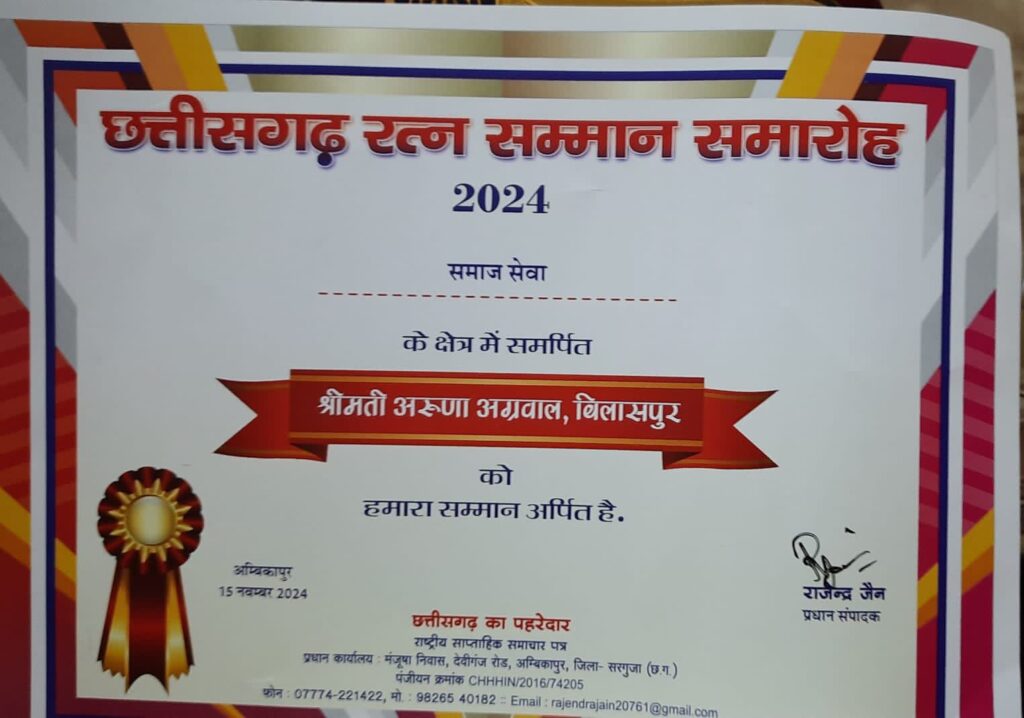 छत्तीसगढ़ रत्न सम्मान समारोह
2024
समाज सेवा
के क्षेत्र में समर्पित
श्रीमती अरूणा अग्रवाल, बिलासपुर
को
हमारा सम्मान अर्पित है.
अम्बिकापुर
15 नवम्बर 2024
राजेन्द्र जैन
प्रधान संपादक
छत्तीसगढ़ का पहरेदार
राष्ट्रीय साप्ताहिक समाचार पत्र
प्रधान कार्यालय : मंजूषा निवास, देवीगंज रोड, अम्बिकापुर, जिला- सरगुजा (छ.ग.)
पंजीयन क्रमांक CHHHIN/2016/74205
फोन : 07774-221422, मो. : 98265 40182 :: Email : rajendrajain20761@gmail.com